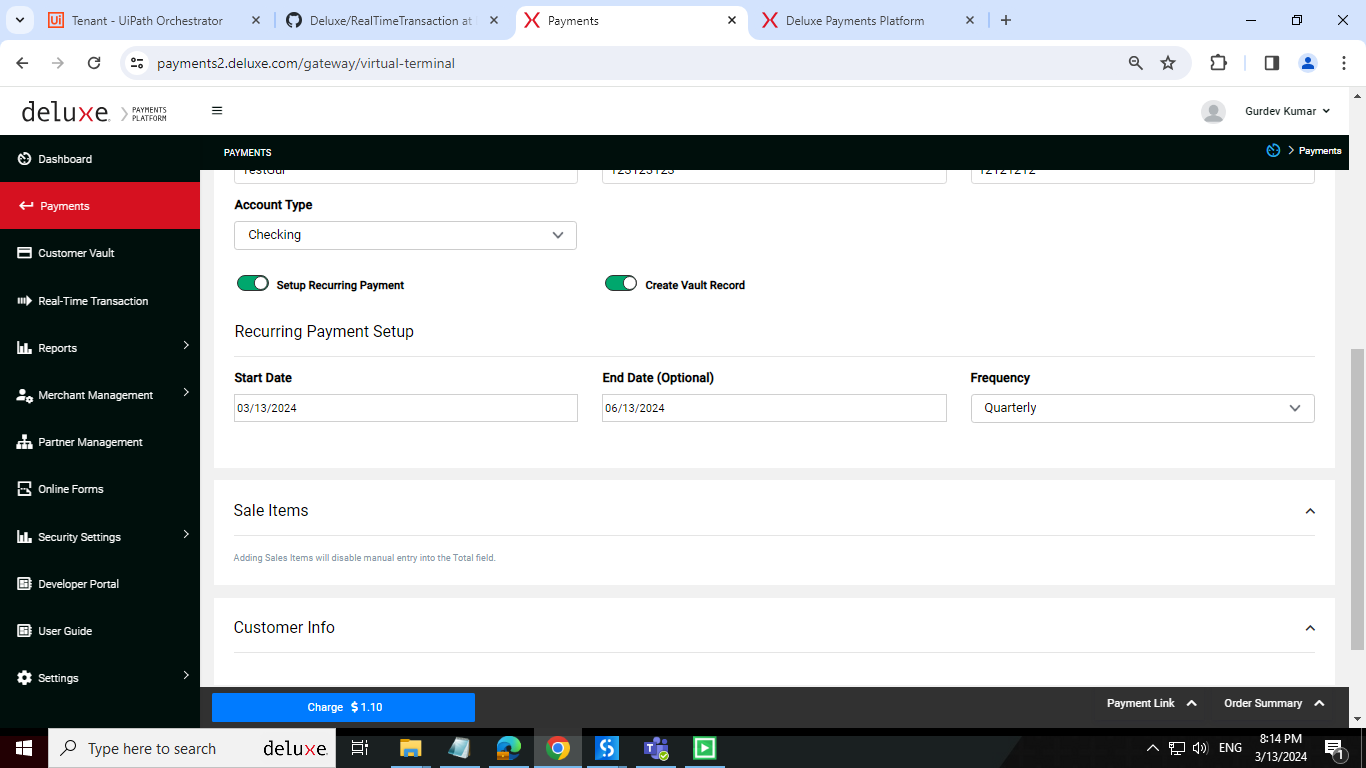 Tenant - UiPath Orchestrator
Deluxe/RealTimeTransaction at
Payments
Deluxe Payments Platform
payments2.deluxe.com/gateway/virtual-terminal
deluxe. PAYMENTS PLATFORM
Gurdev Kumar
Dashboard
PAYMENTS
Payments
Payments
TestGur
123123123
12121212
Account Type
Checking
Customer Vault
Setup Recurring Payment
Create Vault Record
Real-Time Transaction
Recurring Payment Setup
Reports
Start Date
End Date (Optional)
Frequency
Merchant Management
03/13/2024
06/13/2024
Quarterly
Partner Management
Online Forms
Sale Items
Security Settings
Adding Sales Items will disable manual entry into the Total field.
Developer Portal
User Guide
Customer Info
Settings
Charge $ 1.10
Payment Link
Order Summary
Type here to search
deluxe.
ENG
8:14 PM
3/13/2024
1